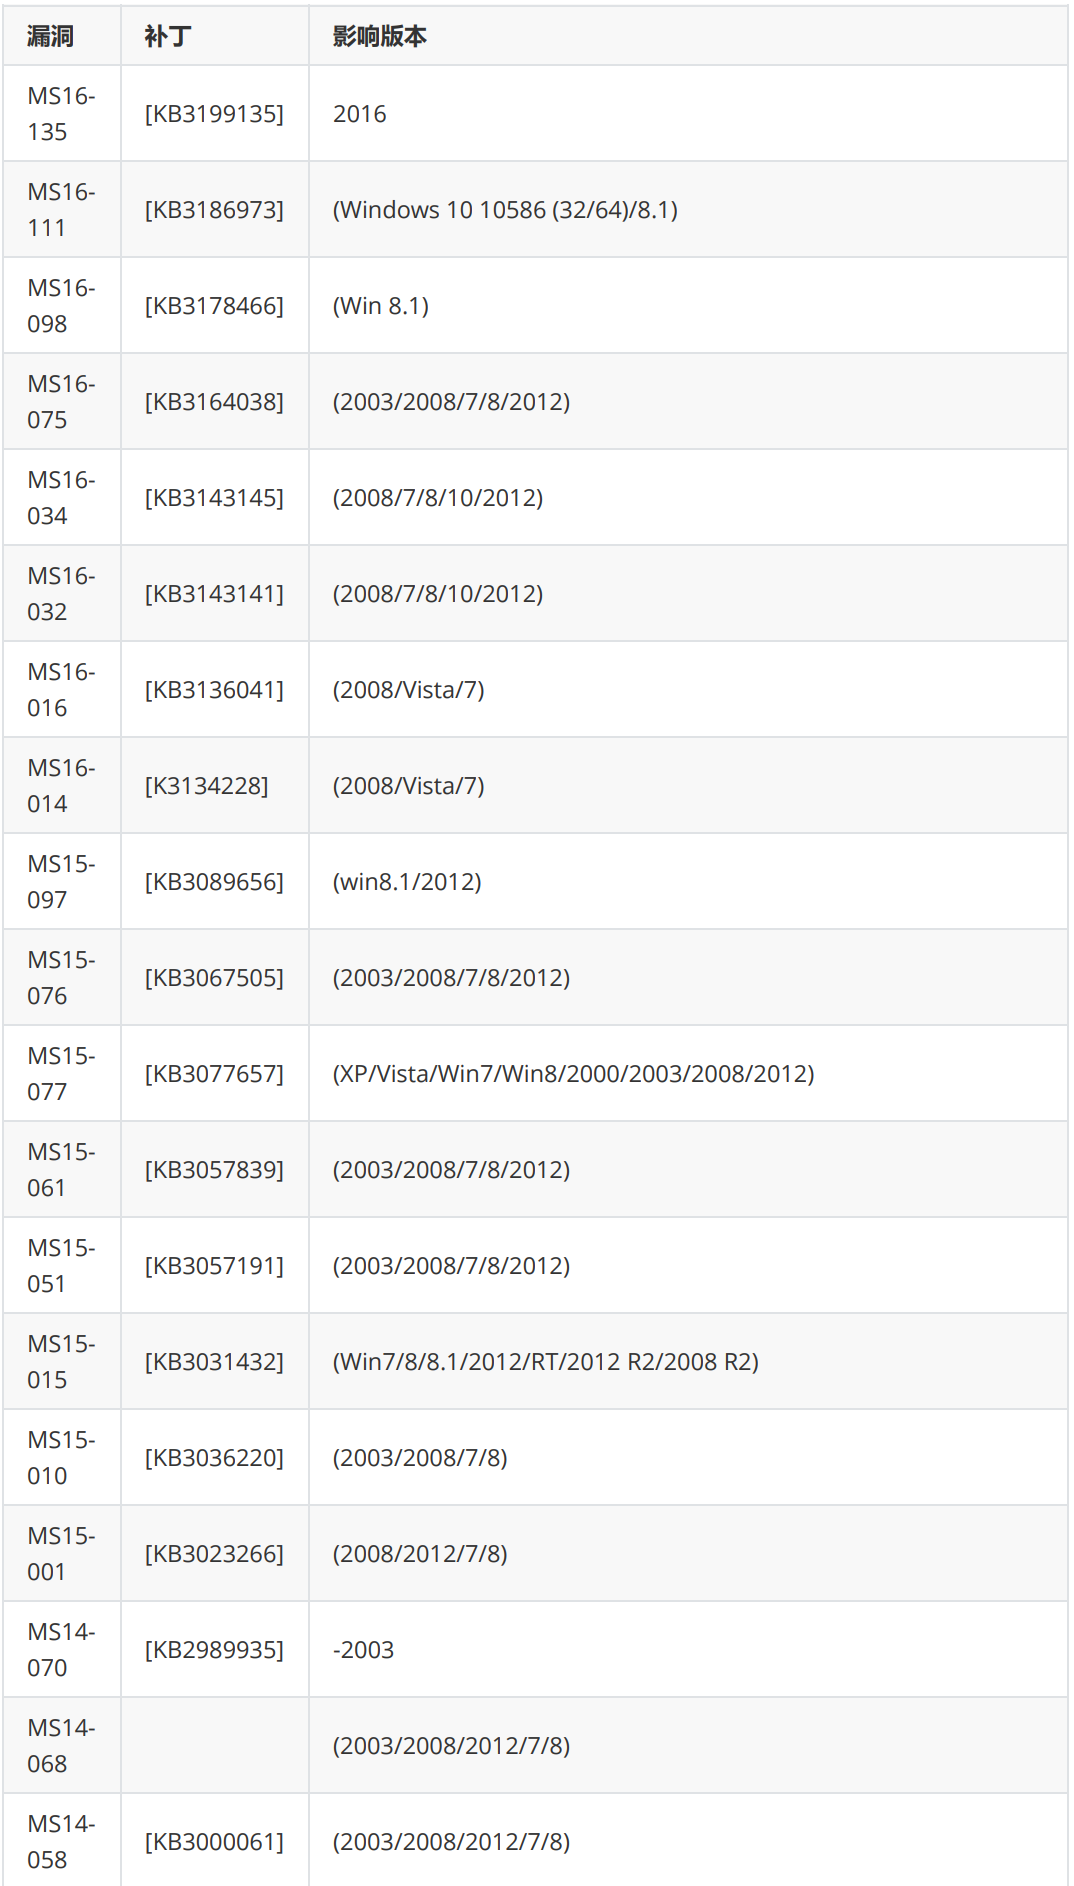 漏洞 补丁 影响版本
MS16-
135 [KB3199135] 2016
MS16-
111 [KB3186973] (Windows 10 10586 (32/64)/8.1)
MS16-
098 [KB3178466] (Win 8.1)
MS16-
075 [KB3164038] (2003/2008/7/8/2012)
MS16-
034 [KB3143145] (2008/7/8/10/2012)
MS16-
032 [KB3143141] (2008/7/8/10/2012)
MS16-
016 [KB3136041] (2008/Vista/7)
MS16-
014 [K3134228] (2008/Vista/7)
MS15-
097 [KB3089656] (win8.1/2012)
MS15-
076 [KB3067505] (2003/2008/7/8/2012)
MS15-
077 [KB3077657] (XP/Vista/Win7/Win8/2000/2003/2008/2012)
MS15-
061 [KB3057839] (2003/2008/7/8/2012)
MS15-
051 [KB3057191] (2003/2008/7/8/2012)
MS15-
015 [KB3031432] (Win7/8/8.1/2012/RT/2012 R2/2008 R2)
MS15-
010 [KB3036220] (2003/2008/7/8)
MS15-
001 [KB3023266] (2008/2012/7/8)
MS14-
070 [KB2989935] -2003
MS14-
068 (2003/2008/2012/7/8)
MS14-
058 [KB3000061] (2003/2008/2012/7/8)